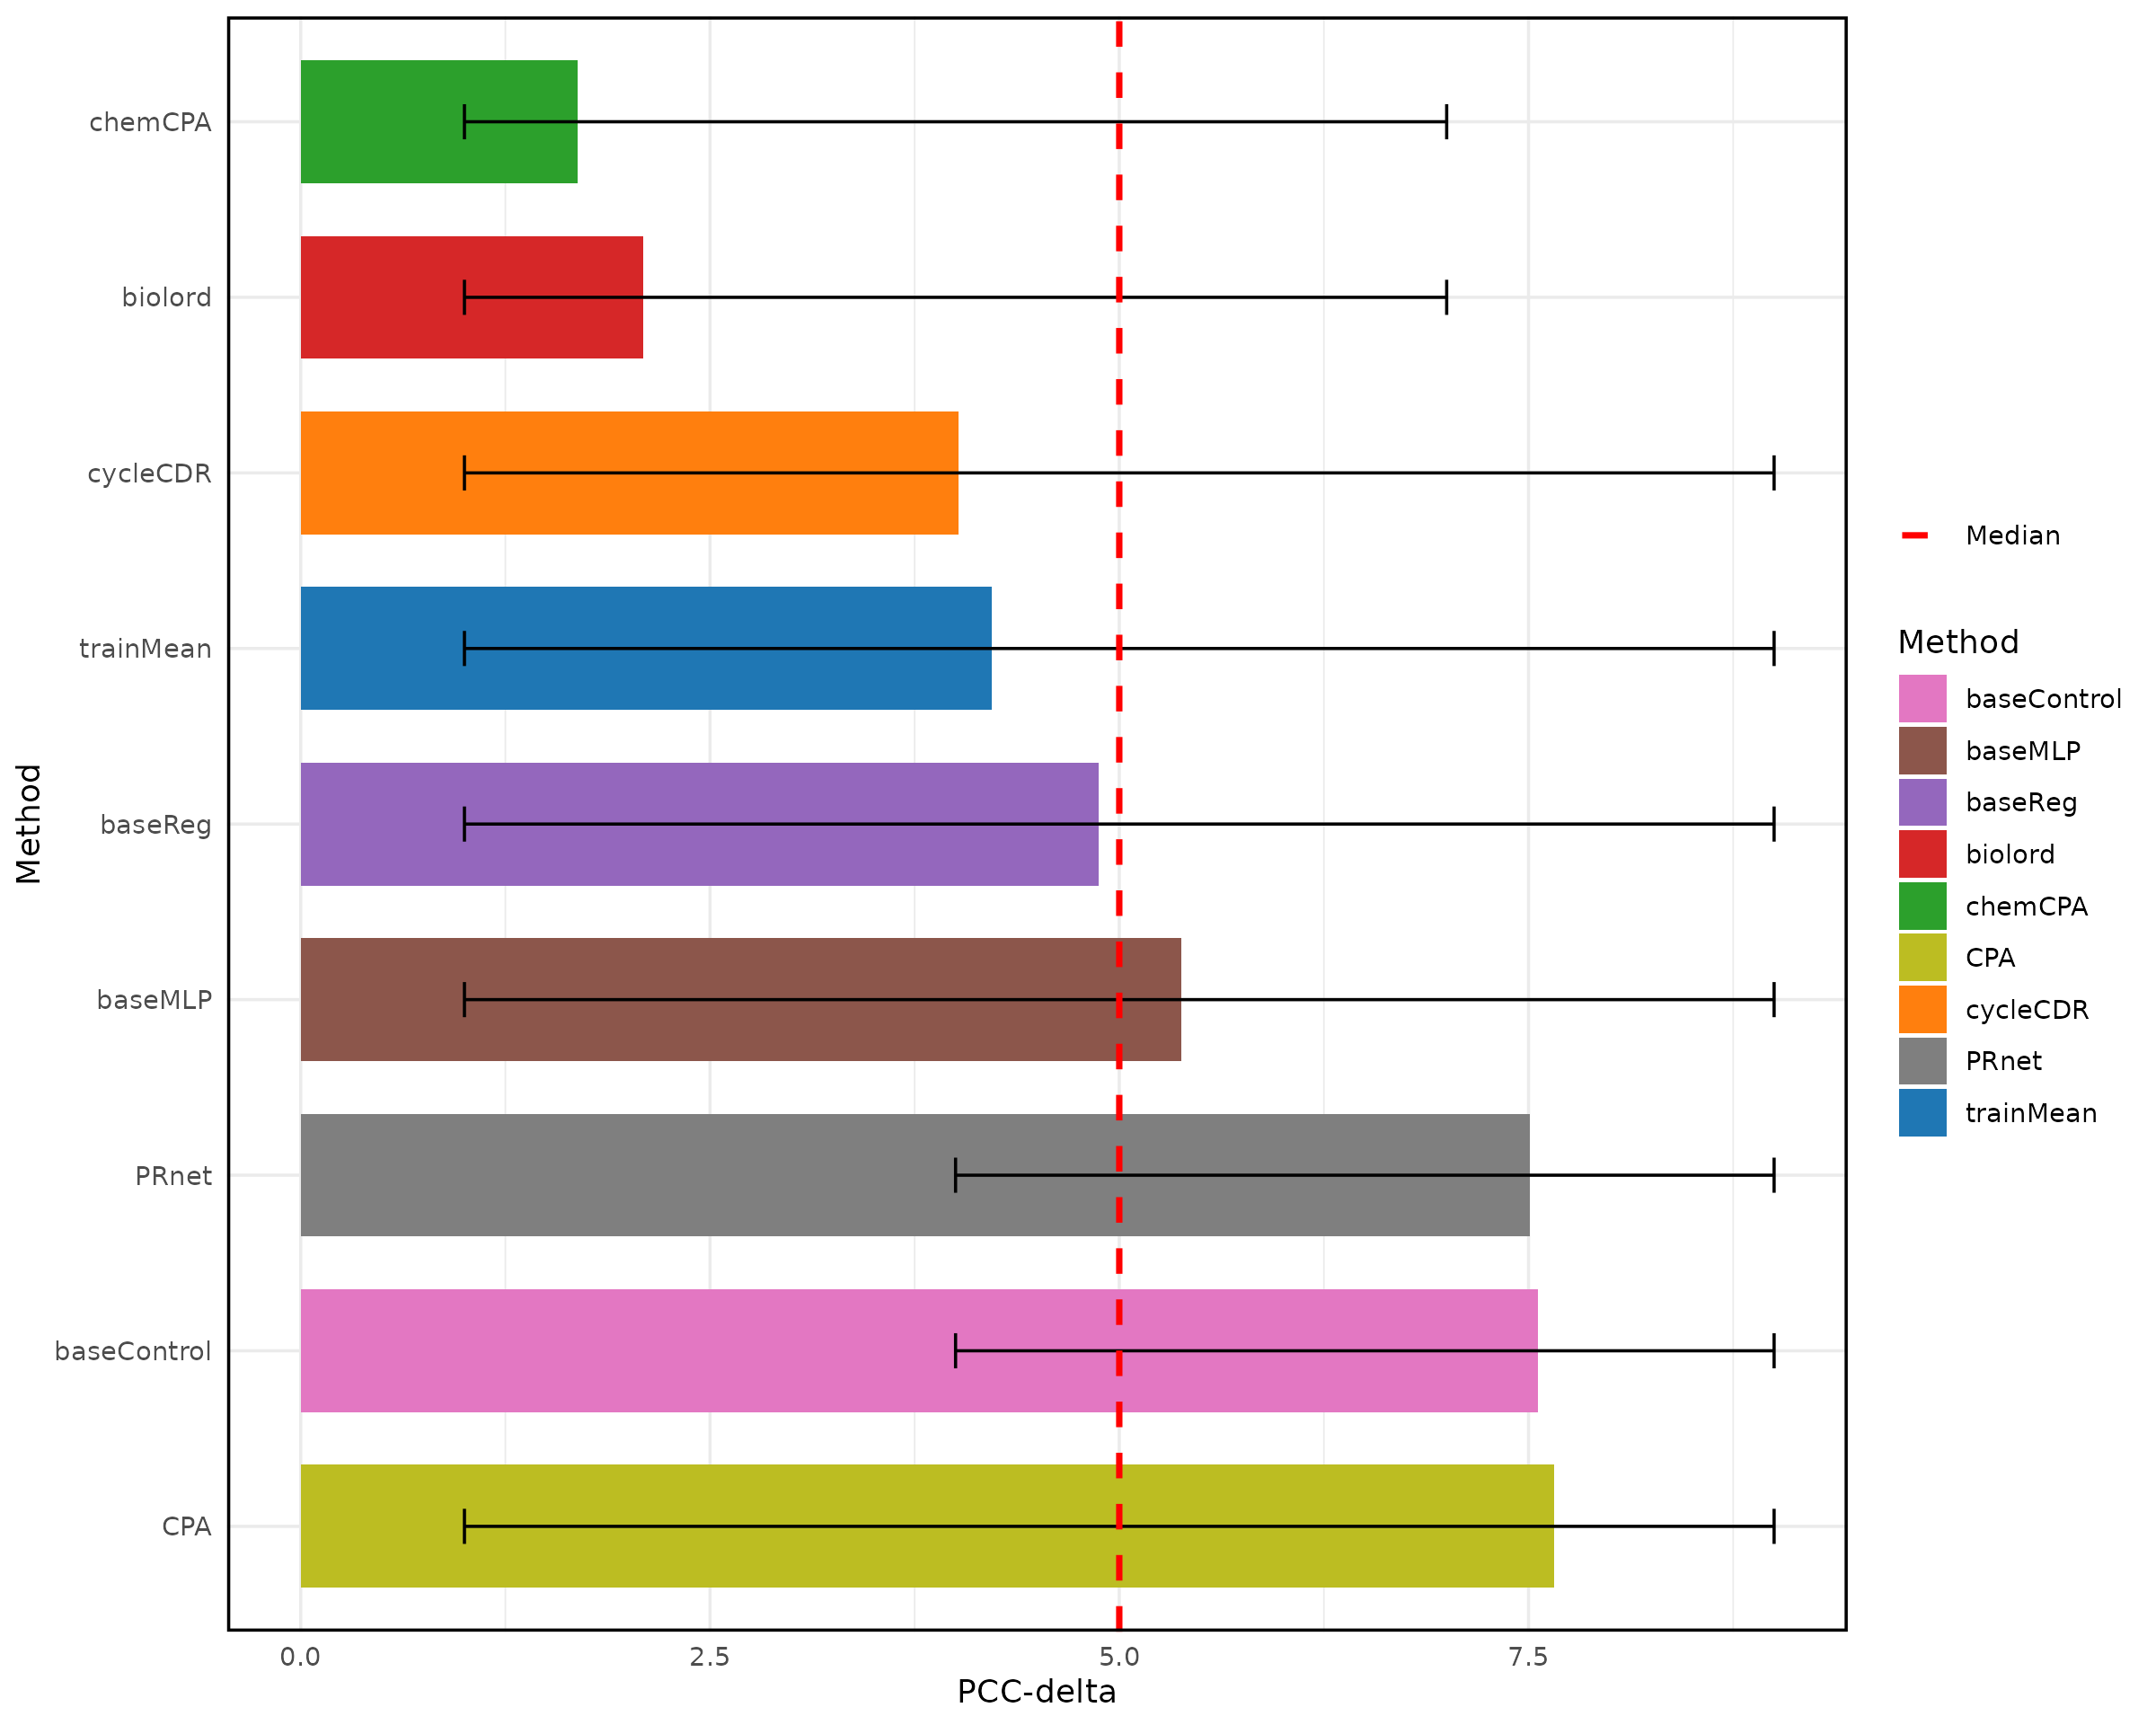 Method
chemCPA
biolord
cycleCDR
trainMean
baseReg
baseMLP
PRnet
baseControl
CPA
0.0 2.5 5.0 7.5
PCC-delta
Median
Method
baseControl
baseMLP
baseReg
biolord
chemCPA
CPA
cycleCDR
PRnet
trainMean